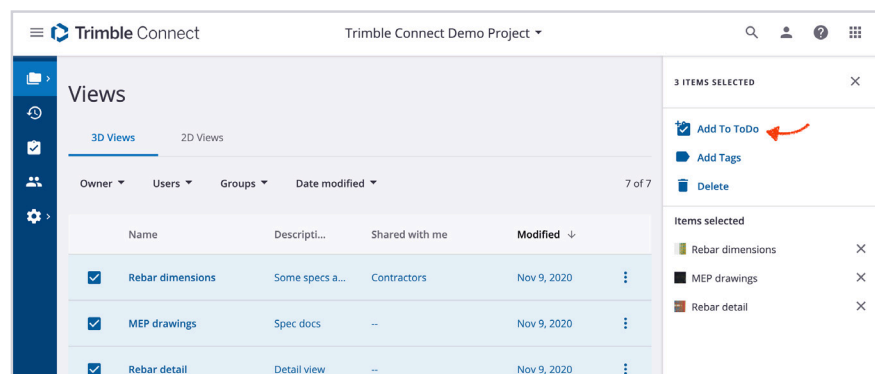 Trimble Connect
Trimble Connect Demo Project
Views
3D Views 2D Views
Owner Users Groups Date modified 7 of 7
Name Descripti... Shared with me Modified
Rebar dimensions Some specs a... Contractors Nov 9, 2020
MEP drawings Spec docs -- Nov 9, 2020
Rebar detail Detail view -- Nov 9, 2020
3 ITEMS SELECTED
Add To ToDo
Add Tags
Delete
Items selected
Rebar dimensions
MEP drawings
Rebar detail